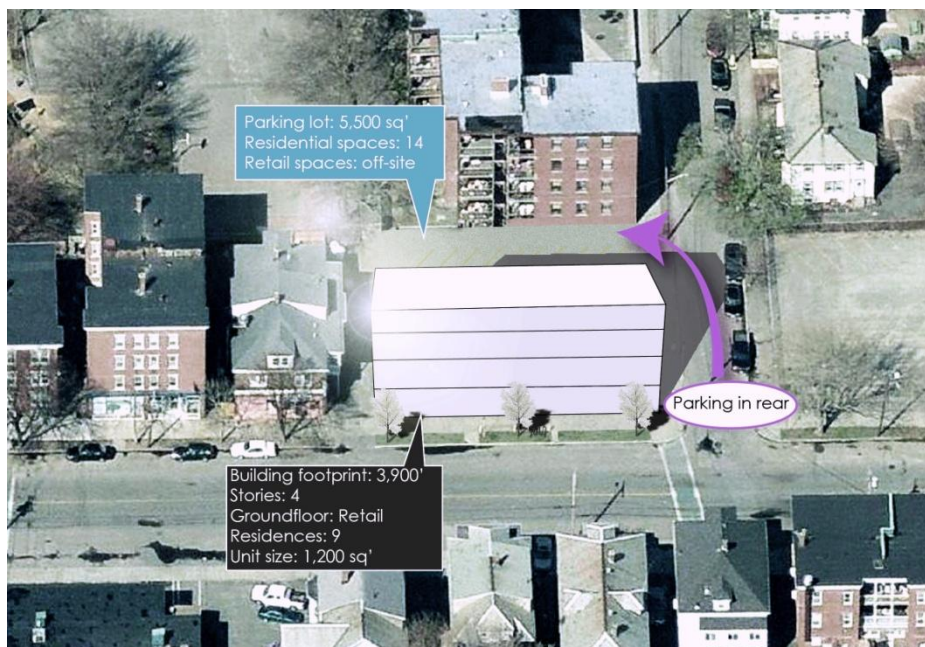 Parking lot: 5,500 sq'
Residential spaces: 14
Retail spaces: off-site
Parking in rear
Building footprint: 3,900'
Stories: 4
Groundfloor: Retail
Residences: 9
Unit size: 1,200 sq'